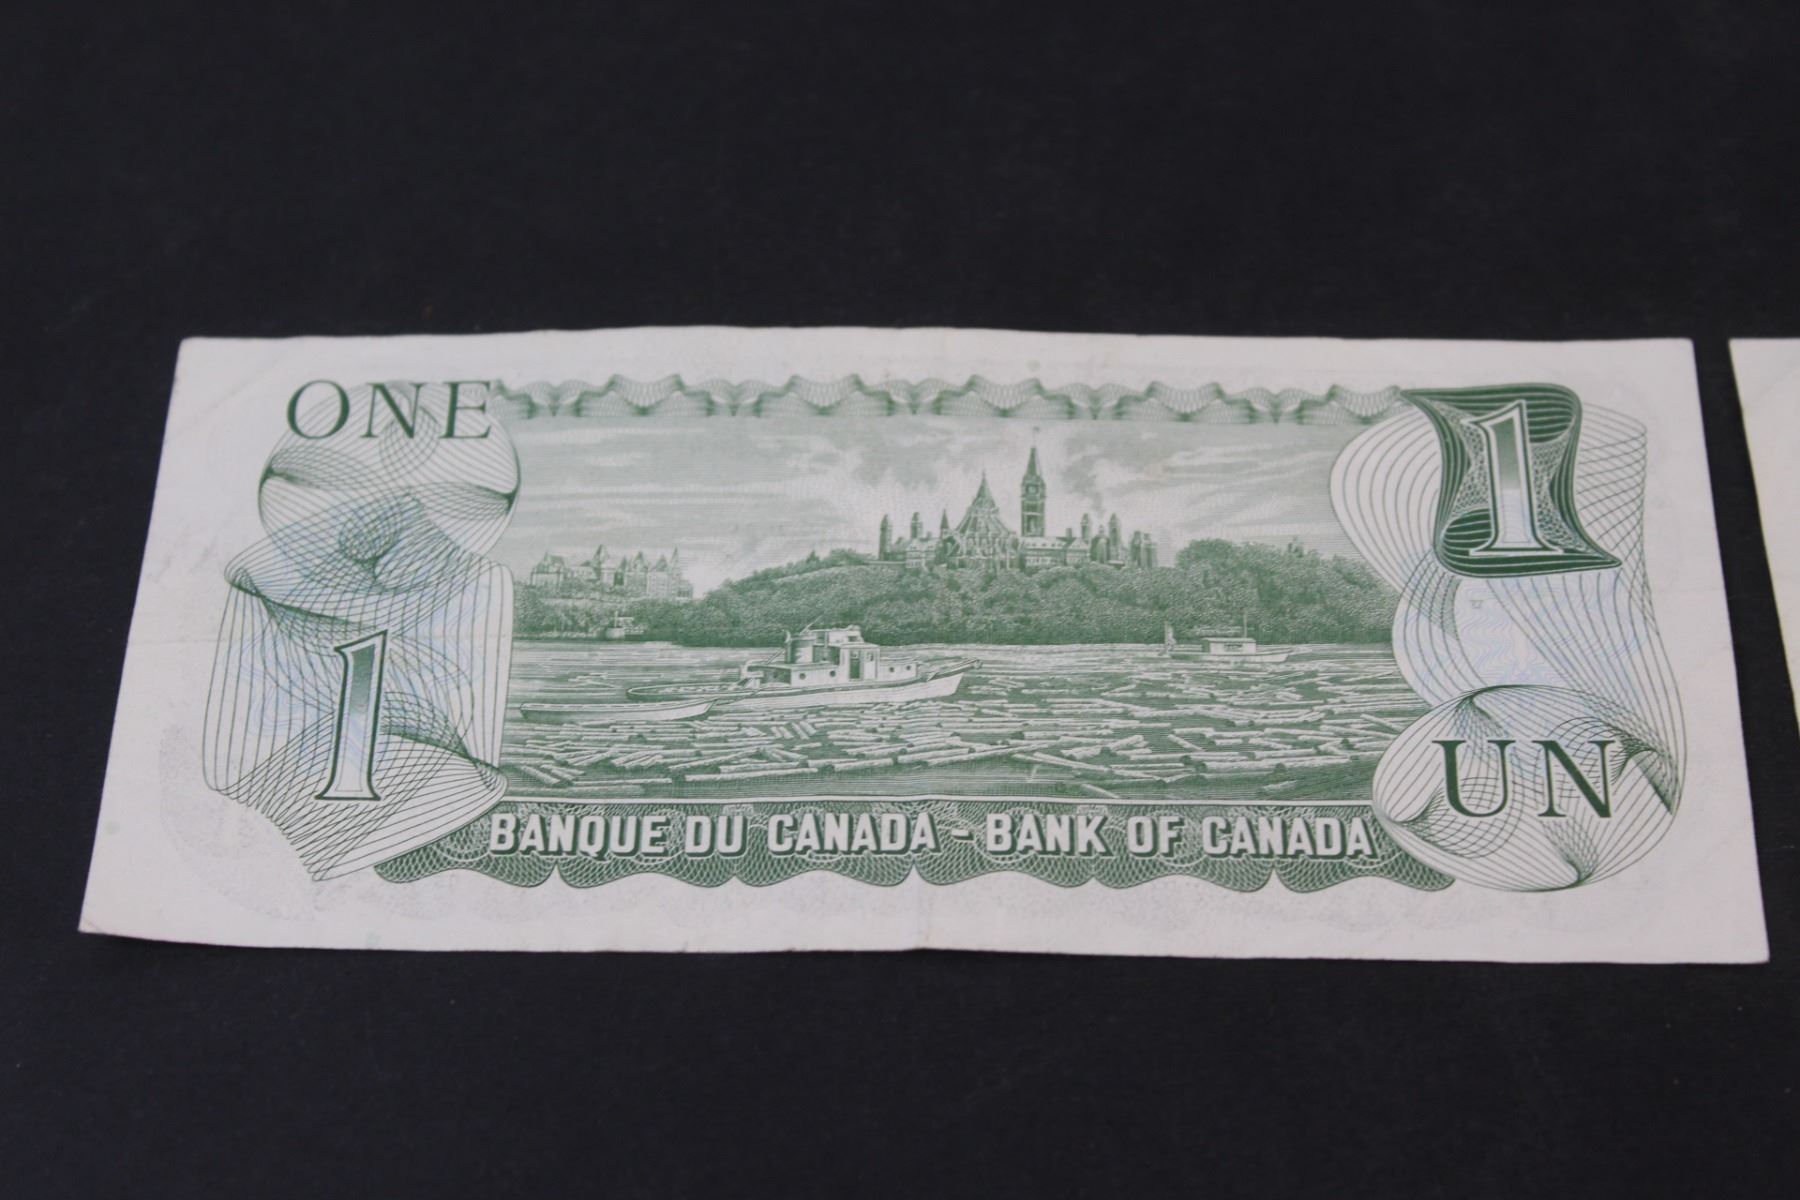 ONE
1
1
UN
BANQUE DU CANADA - BANK OF CANADA